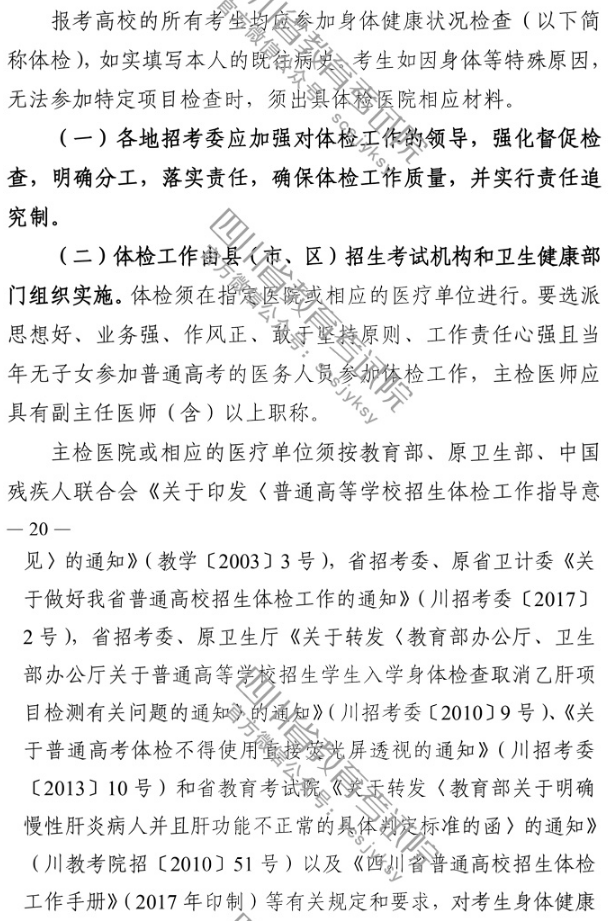 报考高校的所有考生均应参加身体健康状况检查（以下简
称体检），如实填写本人的既往病史。考生如因身体等特殊原因，
无法参加特定项目检查时，须出具体检医院相应材料。
（一）各地招考委应加强对体检工作的领导，强化督促检
查，明确分工，落实责任，确保体检工作质量，并实行责任追
究制。
（二）体检工作由县（市、区）招生考试机构和卫生健康部
门组织实施。体检须在指定医院或相应的医疗单位进行。要选派
思想好、业务强、作风正、敢于坚持原则、工作责任心强且当
年无子女参加普通高考的医务人员参加体检工作，主检医师应
具有副主任医师（含）以上职称。
主检医院或相应的医疗单位须按教育部、原卫生部、中国
残疾人联合会《关于印发〈普通高等学校招生体检工作指导意
— 20 —
见〉的通知》（教学〔2003〕3 号），省招考委、原省卫计委《关
于做好我省普通高校招生体检工作的通知》（川招考委〔2017〕
2 号），省招考委、原卫生厅《关于转发〈教育部办公厅、卫生
部办公厅关于普通高等学校招生学生入学身体检查取消乙肝项
目检测有关问题的通知〉的通知》（川招考委〔2010〕9 号）、《关
于普通高考体检不得使用直接荧光屏透视的通知》（川招考委
〔2013〕10 号）和省教育考试院《关于转发〈教育部关于明确
慢性肝炎病人并且肝功能不正常的具体判定标准的函〉的通知》
（川教考院招〔2010〕51 号）以及《四川省普通高校招生体检
工作手册》（2017 年印制）等有关规定和要求，对考生身体健康
四川省教育考试院
官方微信公众号：scsjyksy